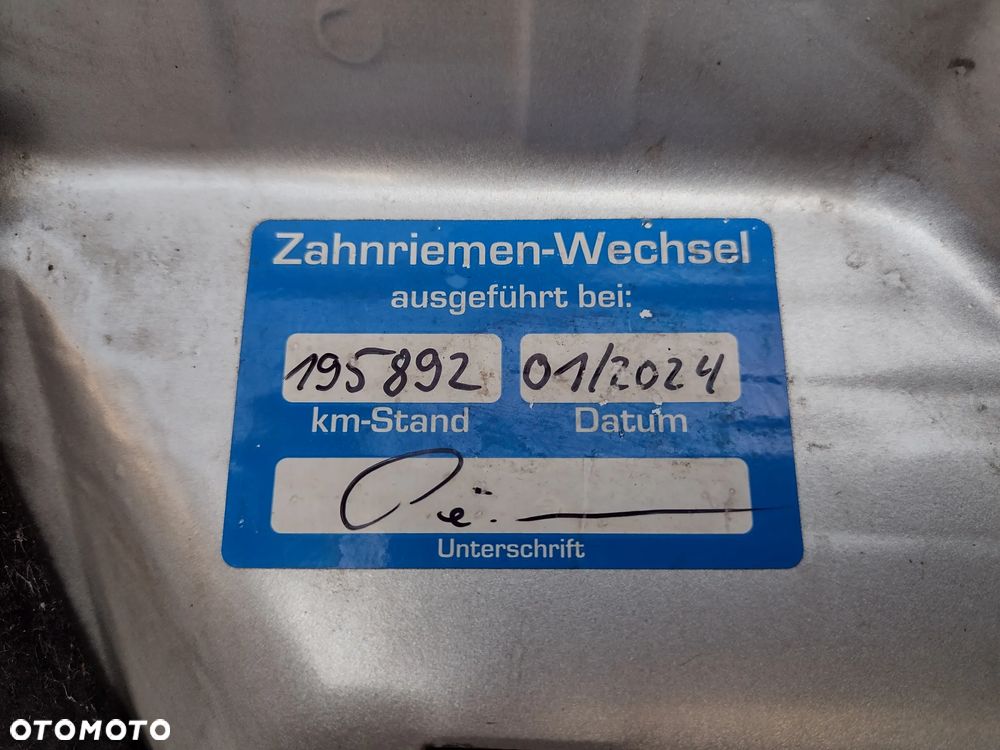 Zahnriemen-Wechsel
ausgeführt bei:
195892 01/2024
km-Stand Datum
Unterschrift
OTOMOTO